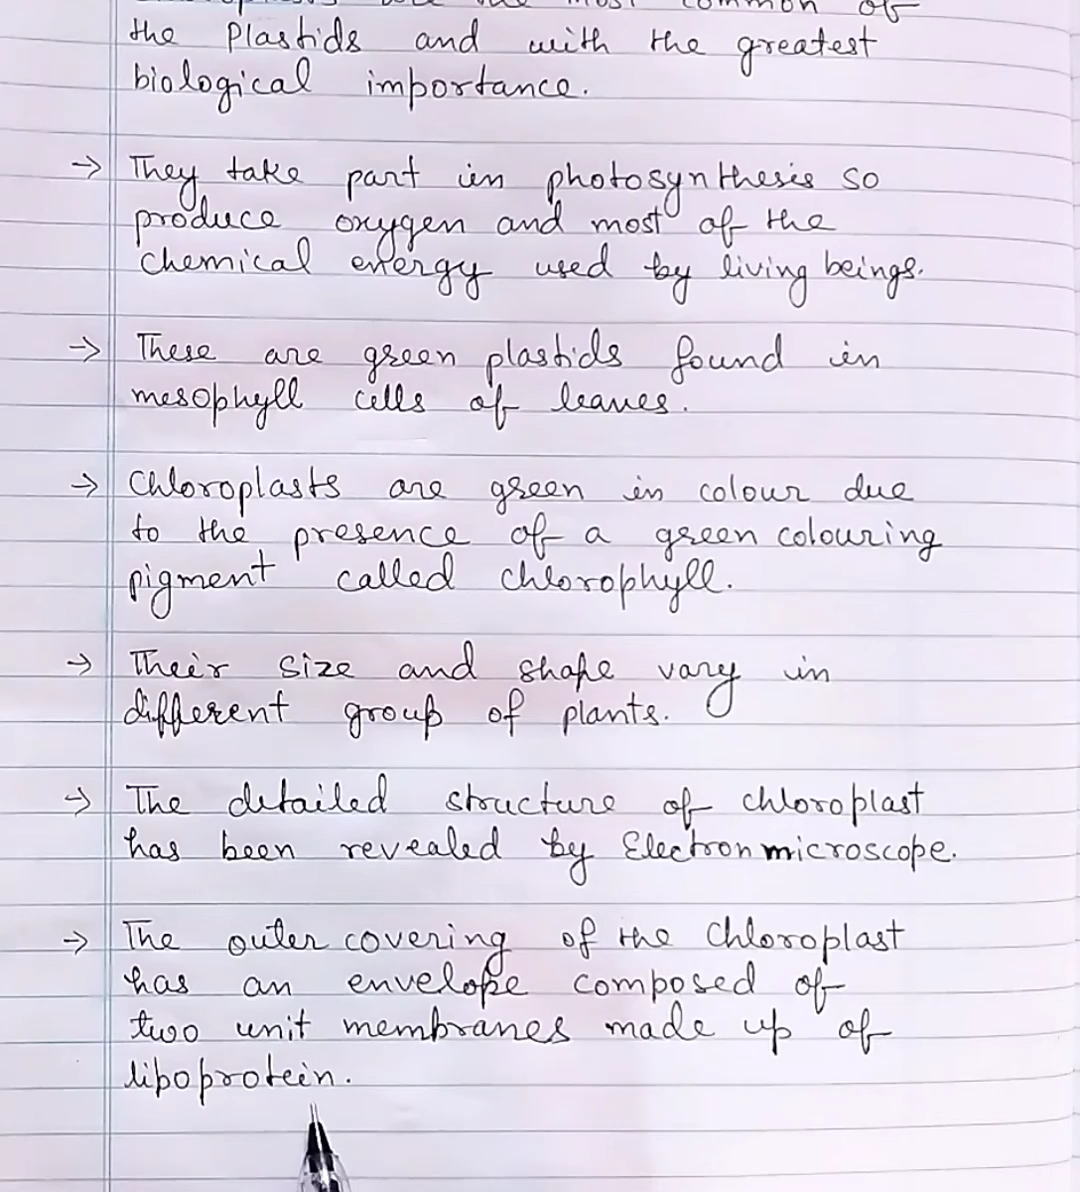 most common of
the Plastids and with the greatest
biological importance.
→ They take part in photosynthesis so
produce oxygen and most of the
chemical energy used by living beings.
→ These are green plastids found in
mesophyll cells of leaves.
→ Chloroplasts are green in colour due
to the presence of a green colouring
pigment called chlorophyll.
→ Their size and shape vary in
different group of plants.
→ The detailed structure of chloroplast
has been revealed by Electron microscope.
→ The outer covering of the Chloroplast
has an envelope composed of
two unit membranes made up of
lipoprotein.